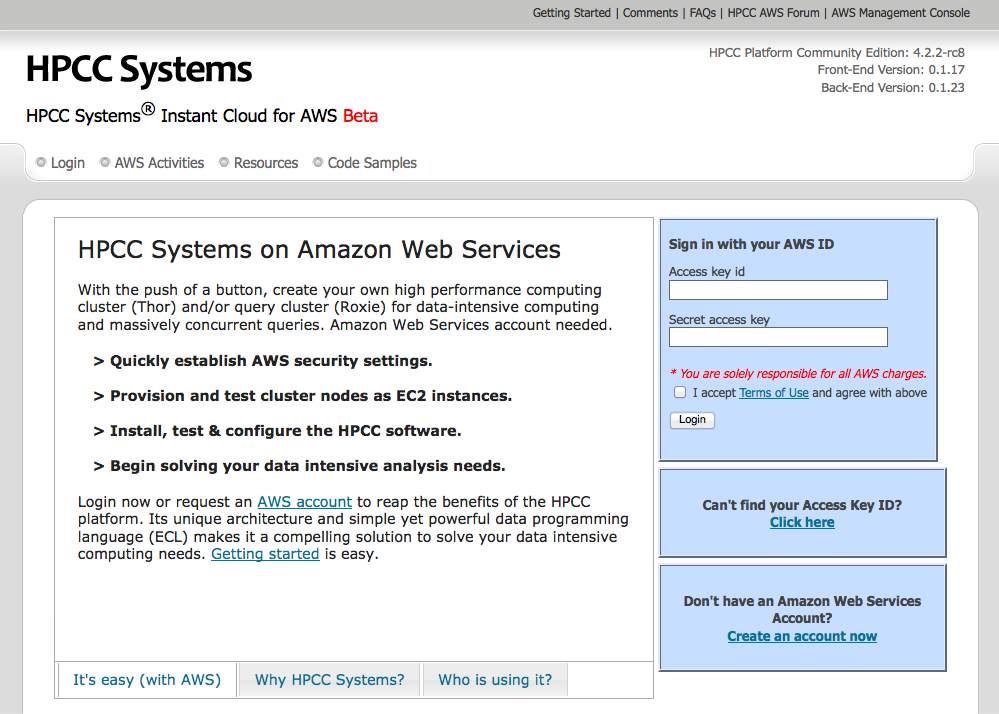 Getting Started | Comments | FAQs | HPCC AWS Forum | AWS Management Console
HPCC Systems
HPCC Platform Community Edition: 4.2.2-rc8
Front-End Version: 0.1.17
Back-End Version: 0.1.23
HPCC Systems® Instant Cloud for AWS Beta
Login AWS Activities Resources Code Samples
HPCC Systems on Amazon Web Services
With the push of a button, create your own high performance computing
cluster (Thor) and/or query cluster (Roxie) for data-intensive computing
and massively concurrent queries. Amazon Web Services account needed.
> Quickly establish AWS security settings.
> Provision and test cluster nodes as EC2 instances.
> Install, test & configure the HPCC software.
> Begin solving your data intensive analysis needs.
Login now or request an AWS account to reap the benefits of the HPCC
platform. Its unique architecture and simple yet powerful data programming
language (ECL) makes it a compelling solution to solve your data intensive
computing needs. Getting started is easy.
It's easy (with AWS) Why HPCC Systems? Who is using it?
Sign in with your AWS ID
Access key id
Secret access key
* You are solely responsible for all AWS charges.
I accept Terms of Use and agree with above
Login
Can't find your Access Key ID?
Click here
Don't have an Amazon Web Services
Account?
Create an account now